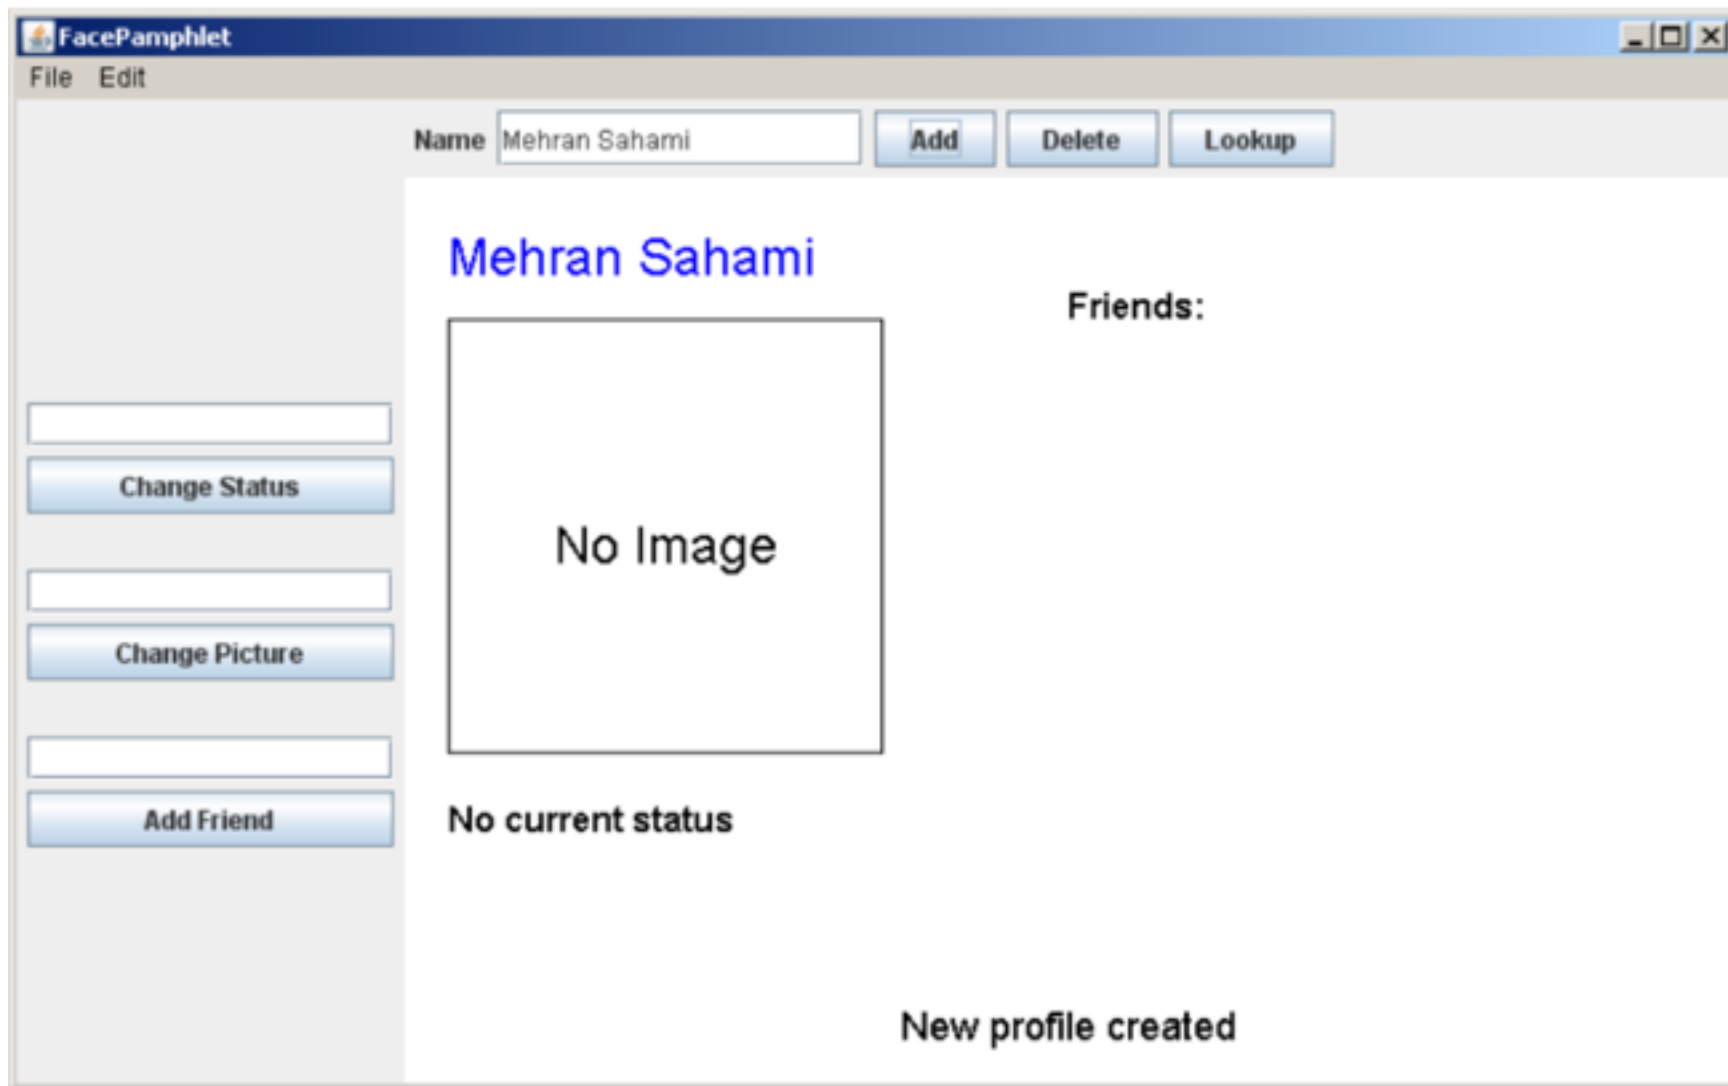 FacePamphlet
File Edit
Name Mehran Sahami Add Delete Lookup
Mehran Sahami
Friends:
Change Status
No Image
Change Picture
Add Friend
No current status
New profile created